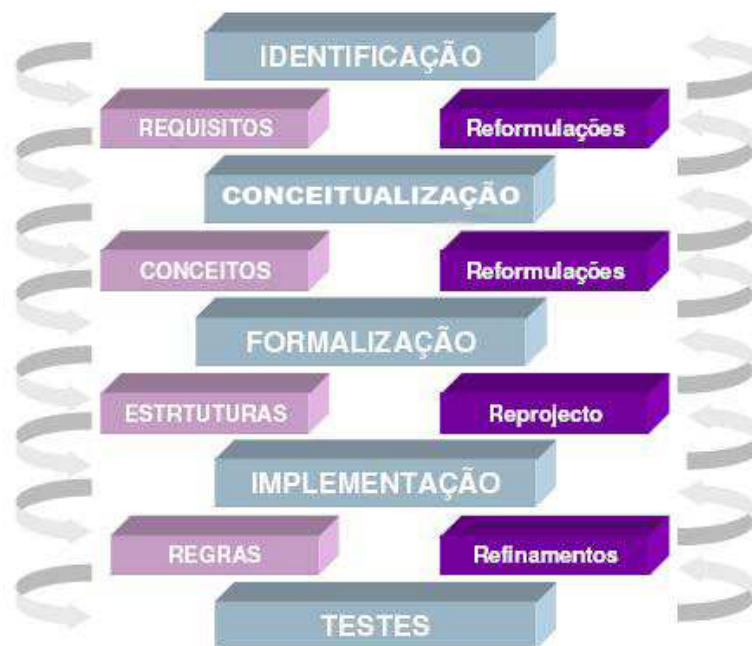 IDENTIFICAÇÃO
REQUISITOS
Reformulações
CONCEITUALIZAÇÃO
CONCEITOS
Reformulações
FORMALIZAÇÃO
ESTRTUTURAS
Reprojecto
IMPLEMENTAÇÃO
REGRAS
Refinamentos
TESTES